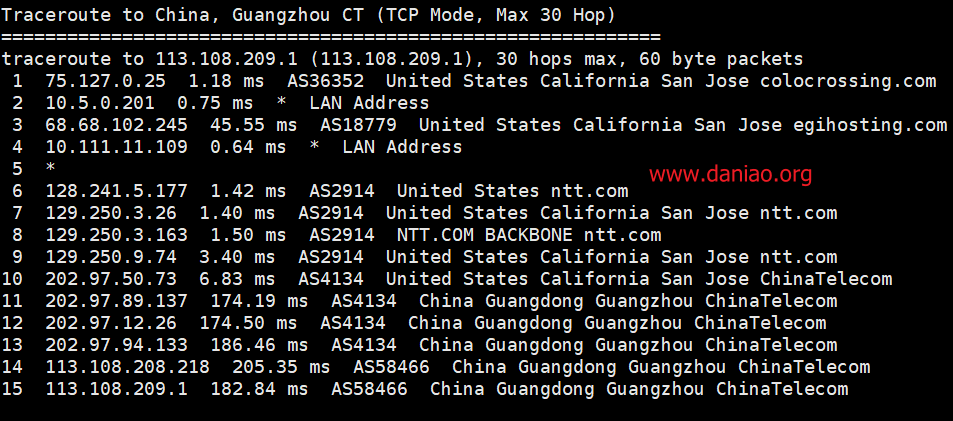 Traceroute to China, Guangzhou CT (TCP Mode, Max 30 Hop)
============================================================
traceroute to 113.108.209.1 (113.108.209.1), 30 hops max, 60 byte packets
1 75.127.0.25 1.18 ms AS36352 United States California San Jose colocrossing.com
2 10.5.0.201 0.75 ms * LAN Address
3 68.68.102.245 45.55 ms AS18779 United States California San Jose egihosting.com
4 10.111.11.109 0.64 ms * LAN Address
5 *
www.daniao.org
6 128.241.5.177 1.42 ms AS2914 United States ntt.com
7 129.250.3.26 1.40 ms AS2914 United States California San Jose ntt.com
8 129.250.3.163 1.50 ms AS2914 NTT.COM BACKBONE ntt.com
9 129.250.9.74 3.40 ms AS2914 United States California San Jose ntt.com
10 202.97.50.73 6.83 ms AS4134 United States California San Jose ChinaTelecom
11 202.97.89.137 174.19 ms AS4134 China Guangdong Guangzhou ChinaTelecom
12 202.97.12.26 174.50 ms AS4134 China Guangdong Guangzhou ChinaTelecom
13 202.97.94.133 186.46 ms AS4134 China Guangdong Guangzhou ChinaTelecom
14 113.108.208.218 205.35 ms AS58466 China Guangdong Guangzhou ChinaTelecom
15 113.108.209.1 182.84 ms AS58466 China Guangdong Guangzhou ChinaTelecom